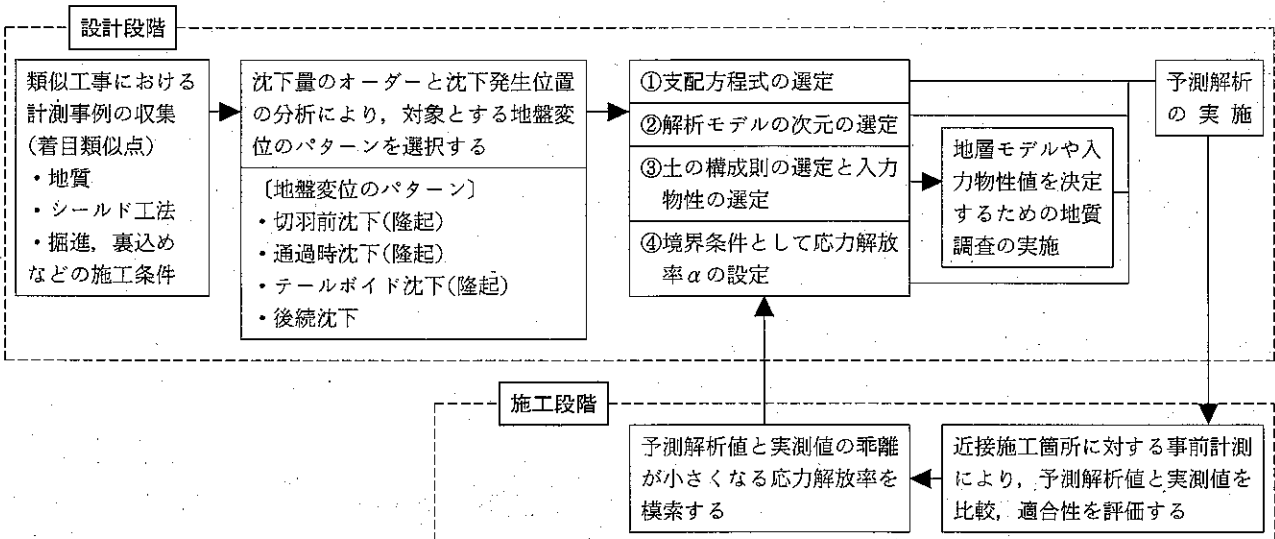 設計段階
類似工事における
計測事例の収集
(着目類似点)
・地質
・シールド工法
・掘進，裏込め
などの施工条件
沈下量のオーダーと沈下発生位置
の分析により，対象とする地盤変
位のパターンを選択する
〔地盤変位のパターン〕
・切羽前沈下(隆起)
・通過時沈下(隆起)
・テールボイド沈下(隆起)
・後続沈下
①支配方程式の選定
②解析モデルの次元の選定
③土の構成則の選定と入力
物性の選定
④境界条件として応力解放
率αの設定
地層モデルや入
力物性値を決定
するための地質
調査の実施
予測解析
の実施
施工段階
予測解析値と実測値の乖離
が小さくなる応力解放率を
模索する
近接施工箇所に対する事前計測
により，予測解析値と実測値を
比較，適合性を評価する